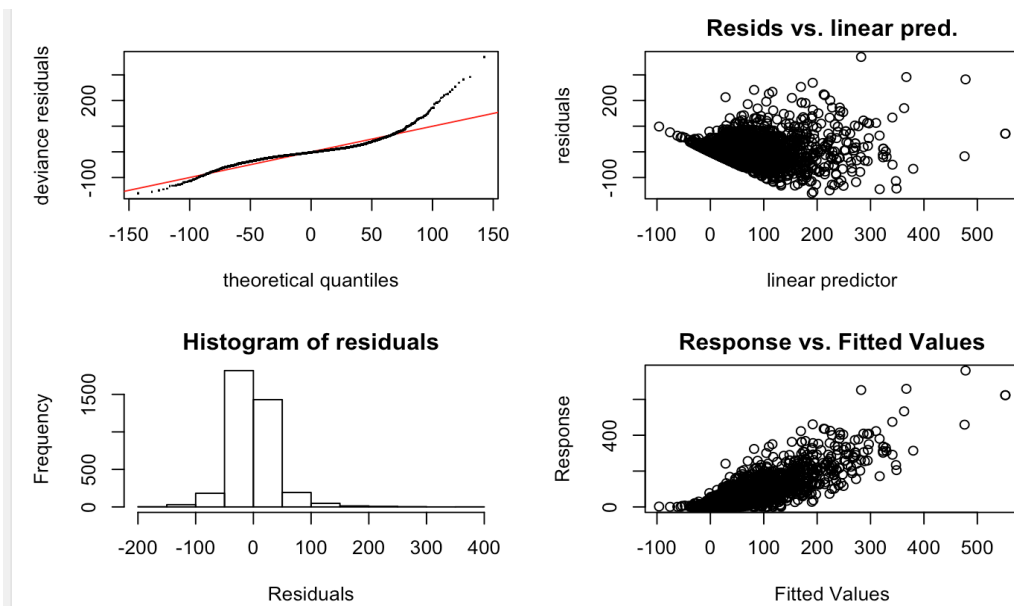 deviance residuals
200
-100
-150 -100 -50 0 50 100 150
theoretical quantiles
Resids vs. linear pred.
residuals
200
-100
-100 0 100 200 300 400 500
linear predictor
Histogram of residuals
Frequency
1500
500
0
-200 -100 0 100 200 300 400
Residuals
Response vs. Fitted Values
Response
400
0
-100 0 100 200 300 400 500
Fitted Values